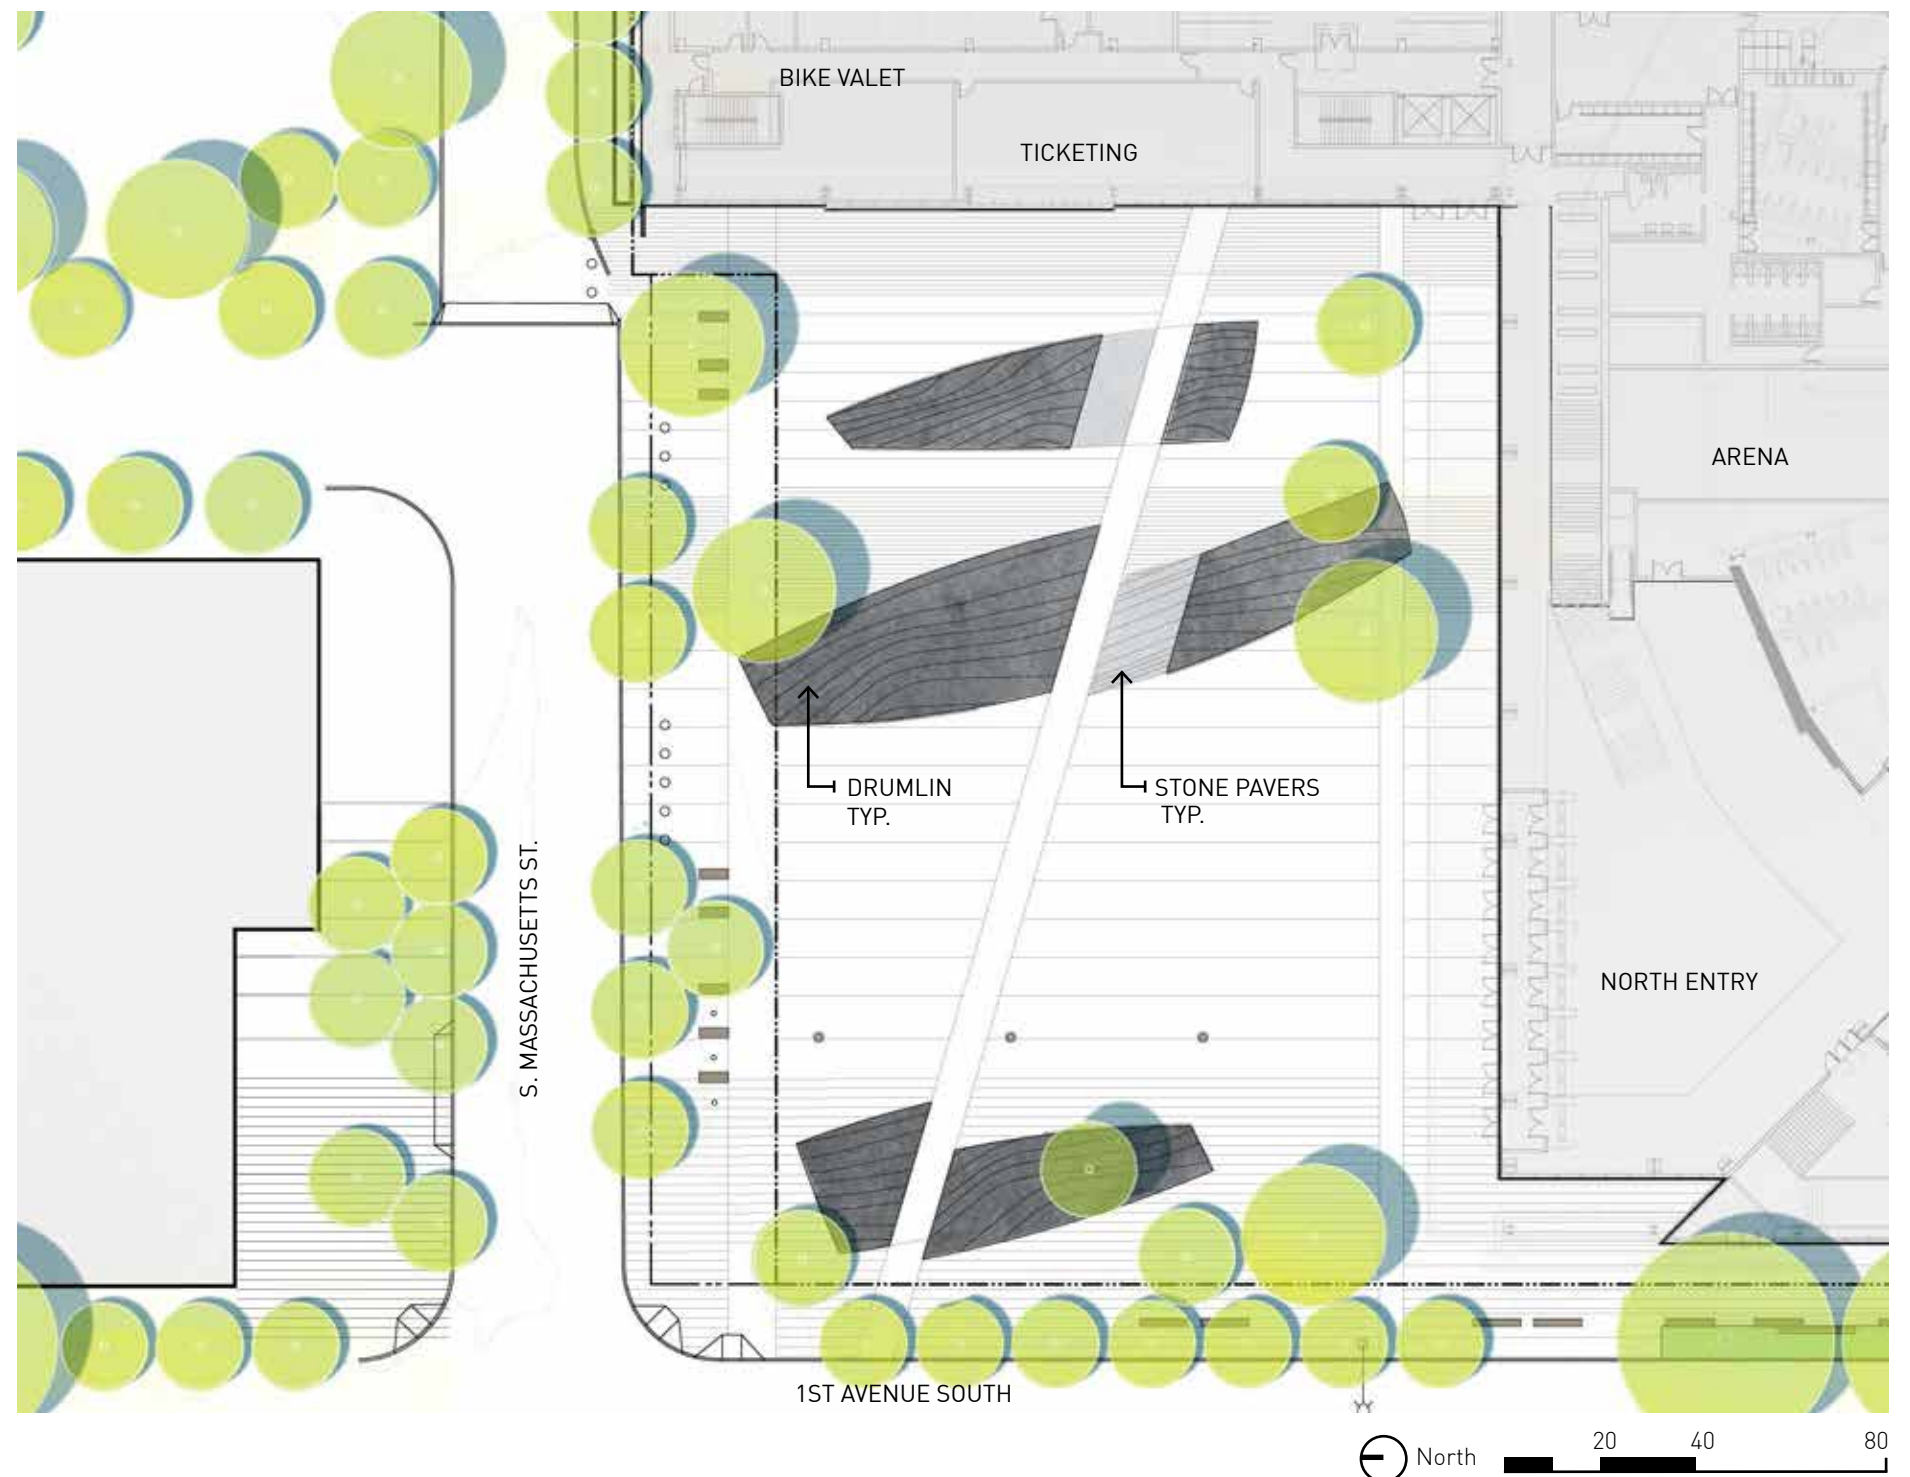 BIKE VALET
TICKETING
ARENA
DRUMLIN
TYP.
STONE PAVERS
TYP.
S. MASSACHUSETTS ST.
NORTH ENTRY
1ST AVENUE SOUTH
North
20 40 80